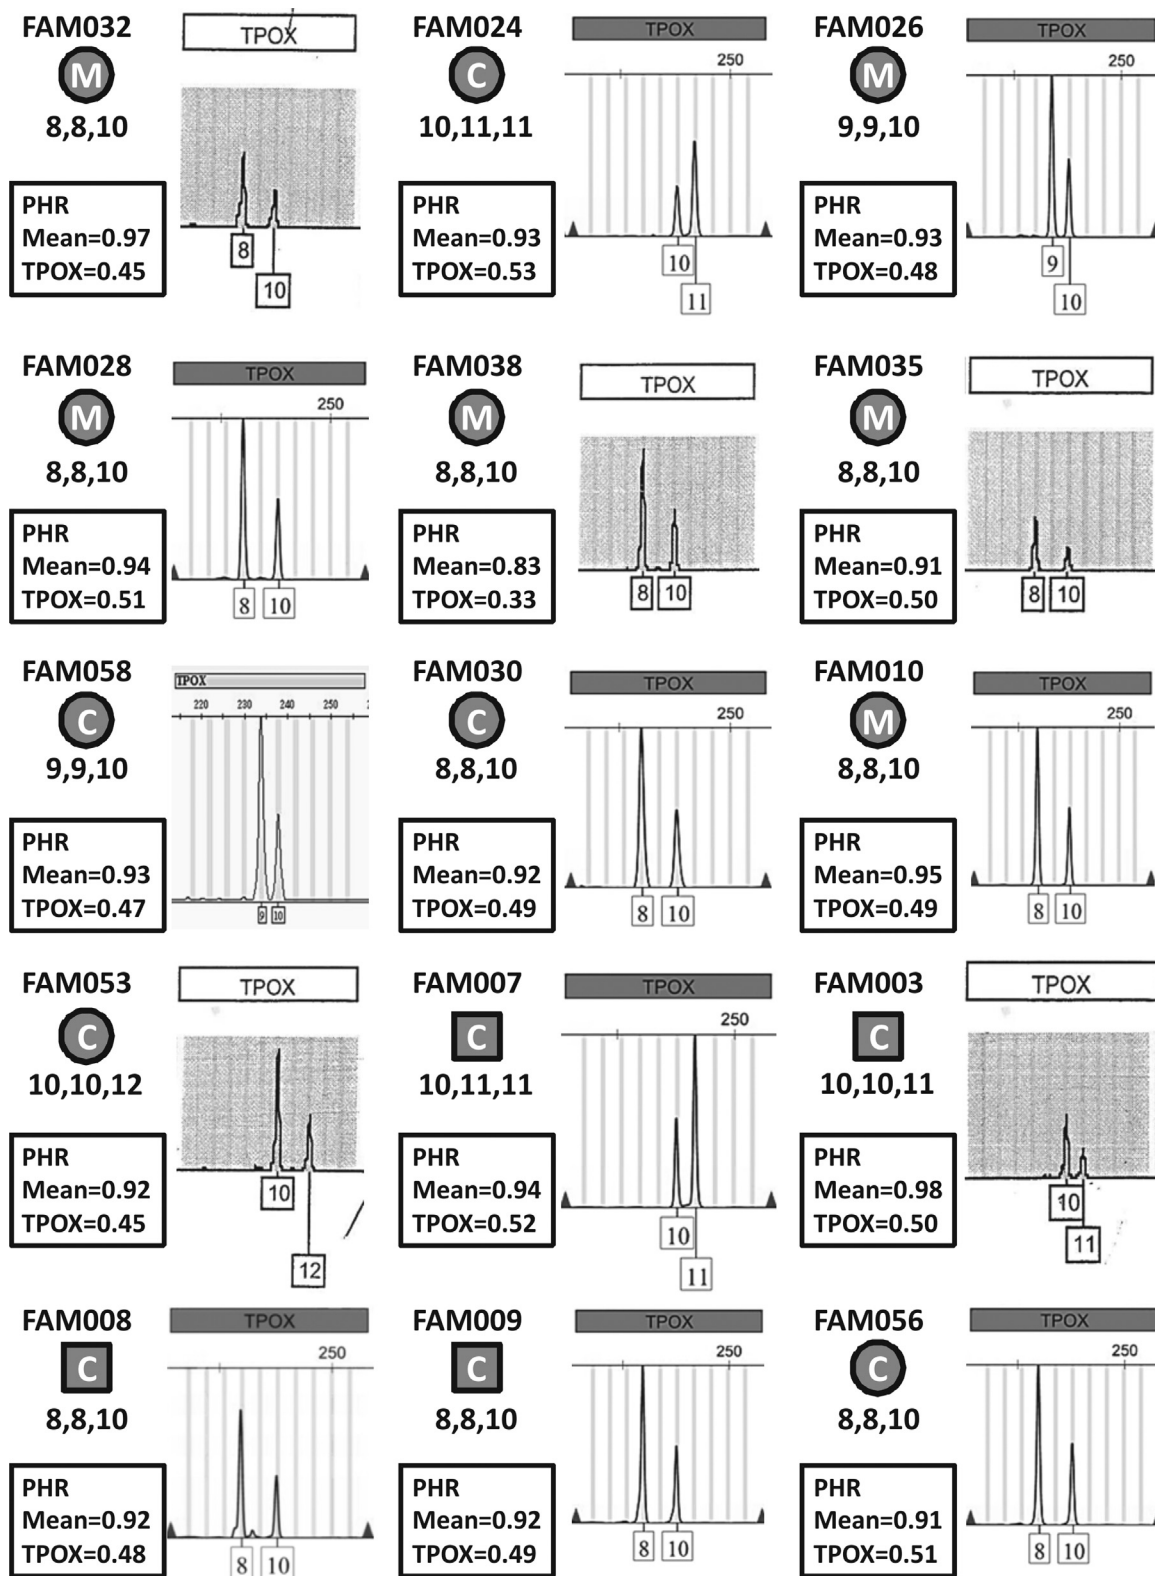 FAM032
TPOX
M
8,8,10
PHR
Mean=0.97
TPOX=0.45
8
10
FAM024
TPOX
250
C
10,11,11
PHR
Mean=0.93
TPOX=0.53
10
11
FAM026
TPOX
250
M
9,9,10
PHR
Mean=0.93
TPOX=0.48
9
10
FAM028
TPOX
250
M
8,8,10
PHR
Mean=0.94
TPOX=0.51
8 10
FAM038
TPOX
M
8,8,10
PHR
Mean=0.83
TPOX=0.33
8 10
FAM035
TPOX
M
8,8,10
PHR
Mean=0.91
TPOX=0.50
8 10
FAM058
TPOX
220 230 240 250
C
9,9,10
PHR
Mean=0.93
TPOX=0.47
9 10
FAM030
TPOX
250
C
8,8,10
PHR
Mean=0.92
TPOX=0.49
8 10
FAM010
TPOX
250
M
8,8,10
PHR
Mean=0.95
TPOX=0.49
8 10
FAM053
TPOX
C
10,10,12
PHR
Mean=0.92
TPOX=0.45
10
12
FAM007
TPOX
250
C
10,11,11
PHR
Mean=0.94
TPOX=0.52
10
11
FAM003
TPOX
C
10,10,11
PHR
Mean=0.98
TPOX=0.50
10
11
FAM008
TPOX
250
C
8,8,10
PHR
Mean=0.92
TPOX=0.48
8 10
FAM009
TPOX
250
C
8,8,10
PHR
Mean=0.92
TPOX=0.49
8 10
FAM056
TPOX
250
C
8,8,10
PHR
Mean=0.91
TPOX=0.51
8 10